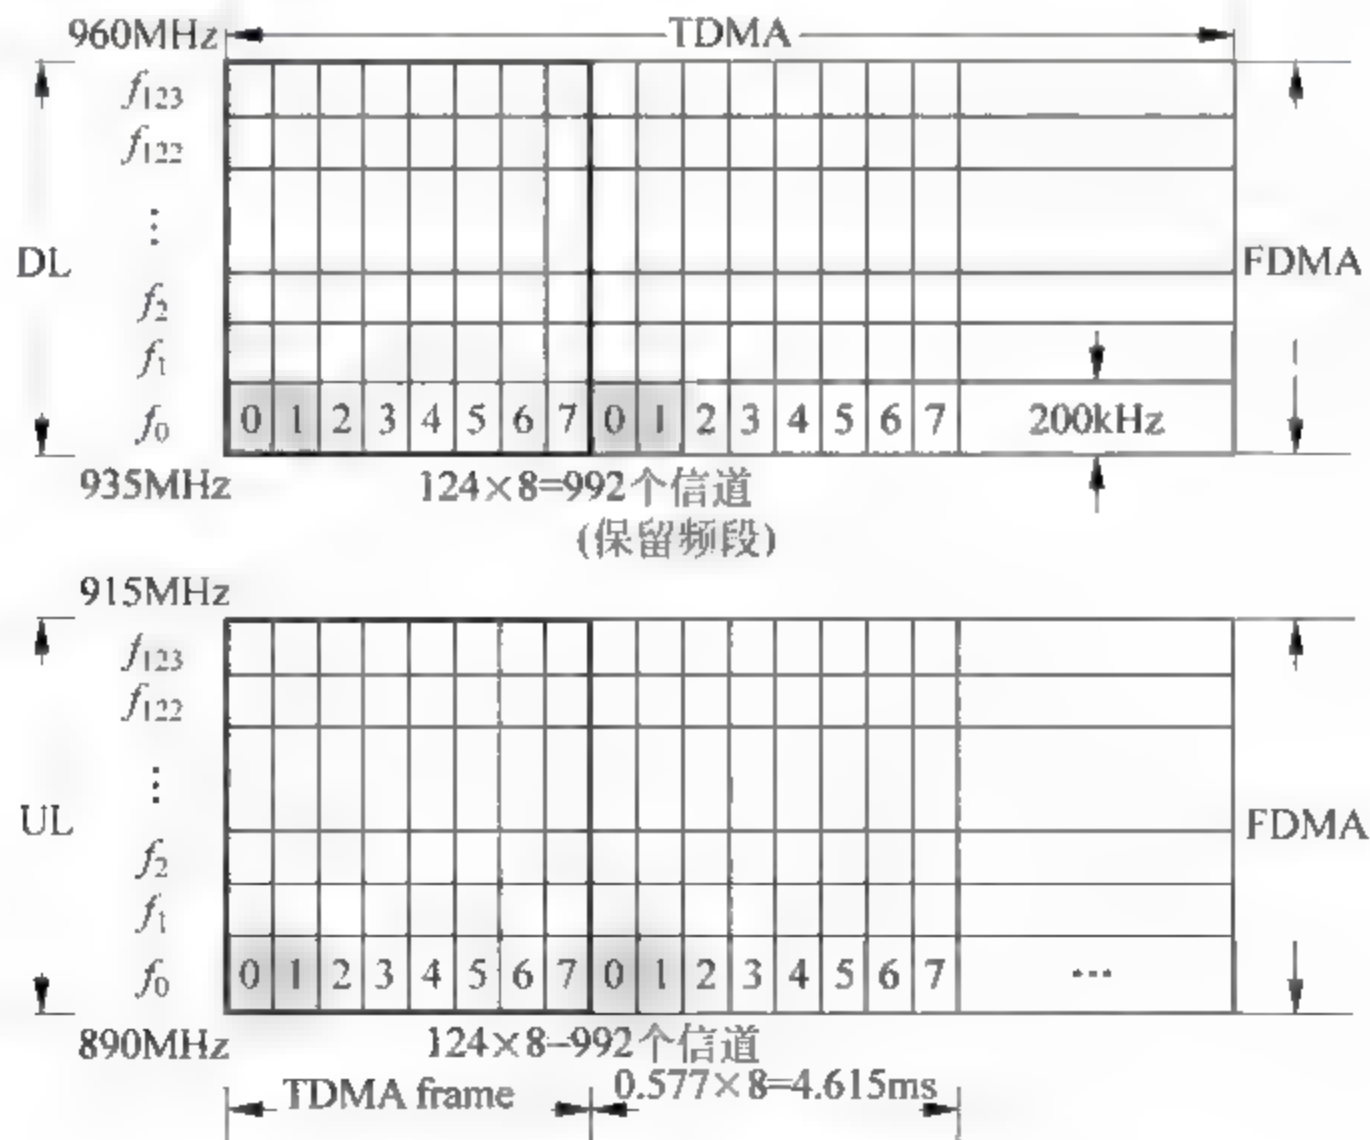 960MHz TDMA
f123
f122
⋮
DL FDMA
f2
f1
f0 0 1 2 3 4 5 6 7 0 1 2 3 4 5 6 7 200kHz
935MHz 124×8=992个信道
(保留频段)
915MHz
f123
f122
⋮
UL FDMA
f2
f1
f0 0 1 2 3 4 5 6 7 0 1 2 3 4 5 6 7 ···
890MHz 124×8–992个信道
TDMA frame 0.577×8=4.615ms